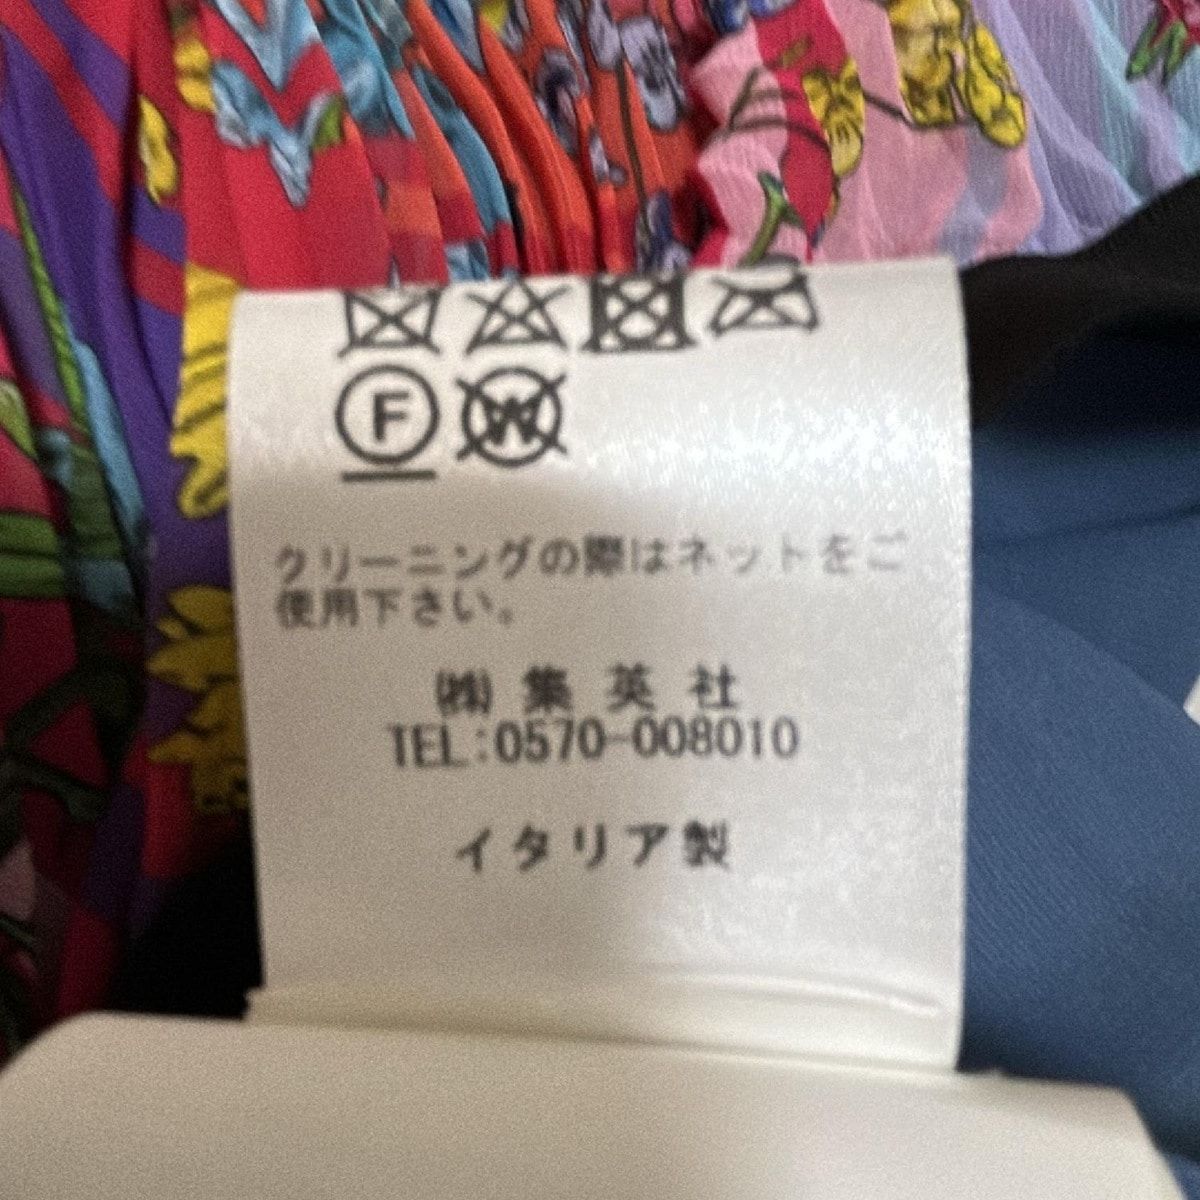 F W
クリーニングの際はネットをご
使用下さい。
㈱ 集 英 社
TEL:0570-008010
イタリア製